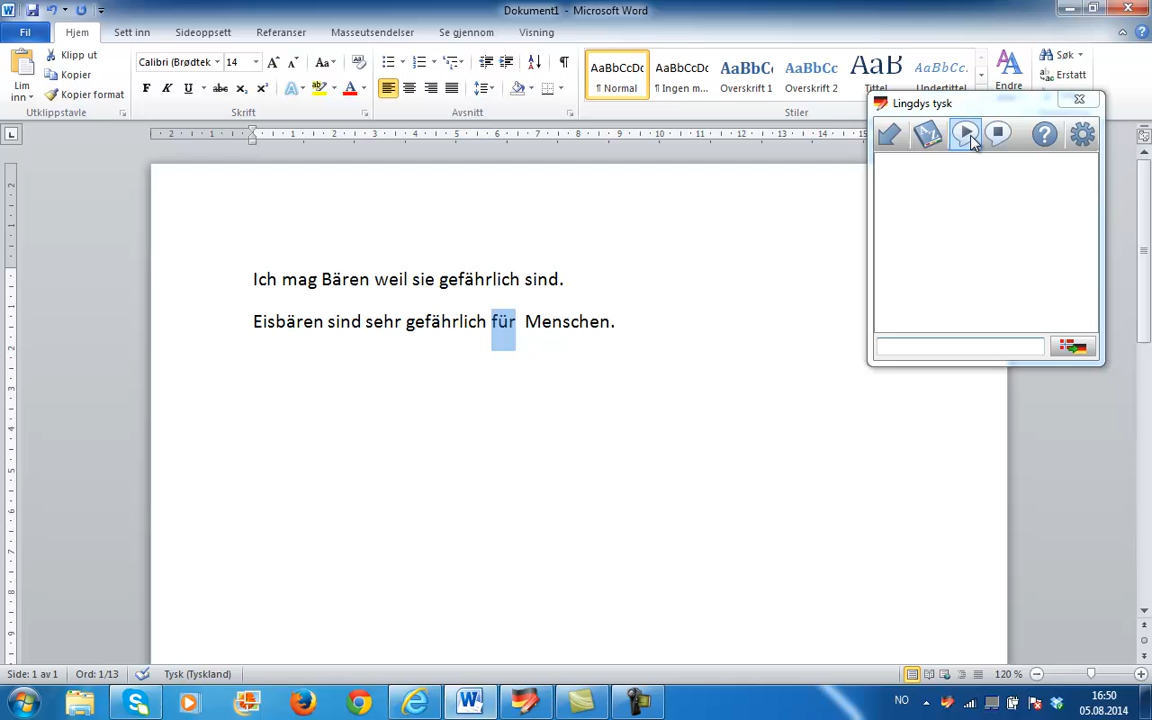 Dokument1 - Microsoft Word
Fil Hjem Sett inn Sideoppsett Referanser Masseutsendelser Se gjennom Visning
Lim inn
Klipp ut
Kopier
Kopier format
Utklippstavle
Calibri (Brødtek 14
Skrift
Avsnitt
AaBbCcDc
¶ Normal
AaBbCcDc
¶ Ingen m...
AaBbC
Overskrift 1
AaBbCc
Overskrift 2
AaB
Tittel
AaBbCc.
Undertittel
Stiler
Endre
Søk
Erstatt
Lingdys tysk
Ich mag Bären weil sie gefährlich sind.
Eisbären sind sehr gefährlich für Menschen.
Side: 1 av 1 Ord: 1/13 Tysk (Tyskland) 120 %
NO
16:50
05.08.2014